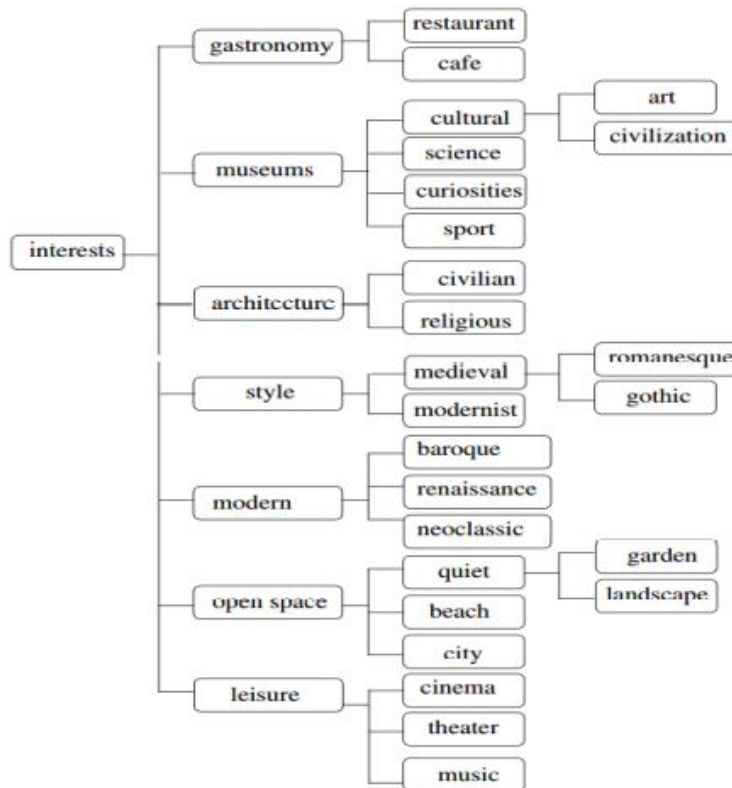 interests
gastronomy
restaurant
cafe
museums
cultural
art
civilization
science
curiosities
sport
architecture
civilian
religious
style
medieval
romanesque
gothic
modernist
modern
baroque
renaissance
neoclassic
open space
quiet
garden
landscape
beach
city
leisure
cinema
theater
music